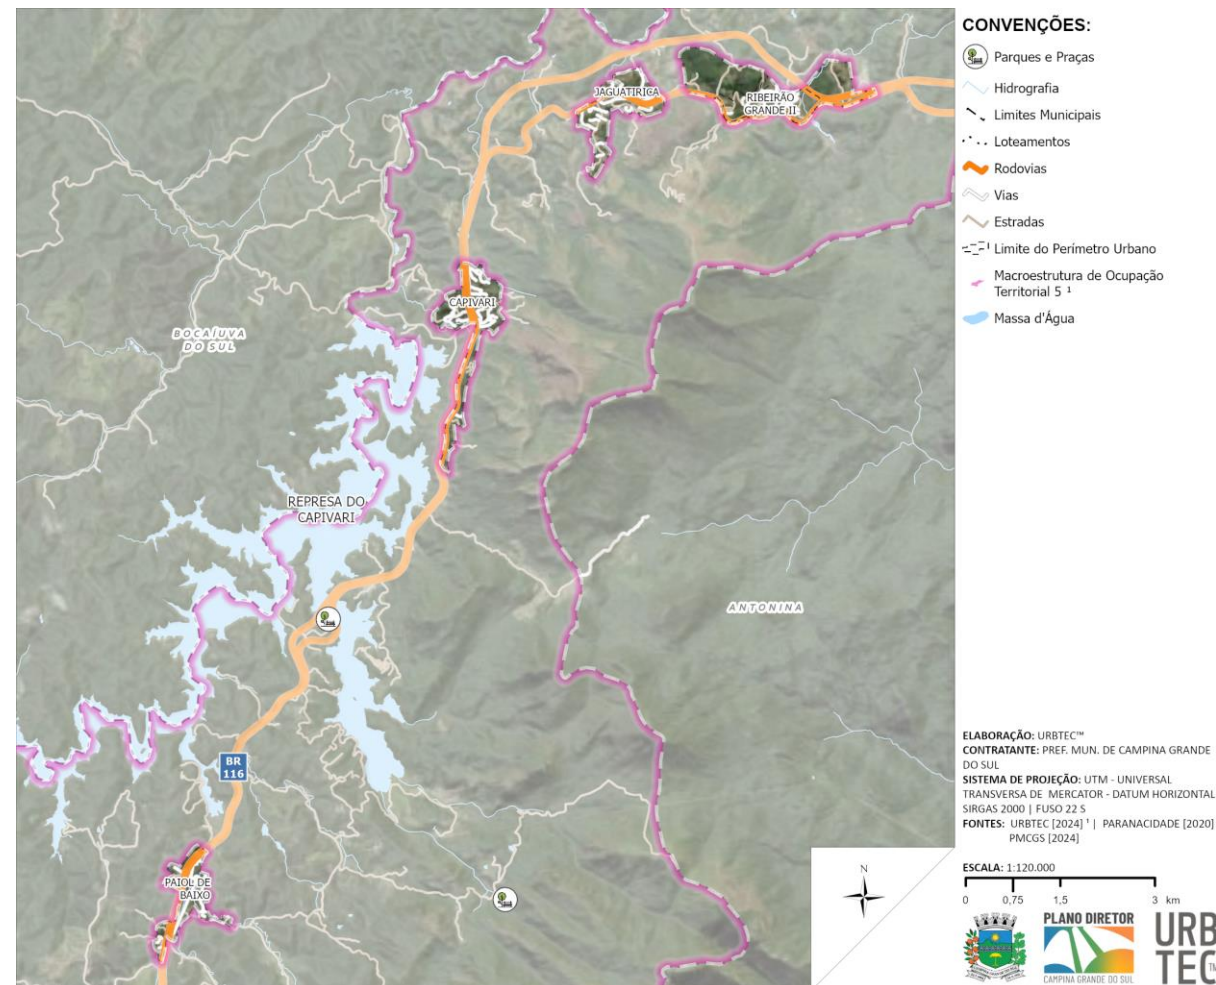 JAGUATIRICA
RIBEIRÃO
GRANDE II
CAPIVARI
BOCAIÚVA
DO SUL
REPRESA DO
CAPIVARI
ANTONINA
BR
116
PAIOL DE
BAIXO
N
CONVENÇÕES:
Parques e Praças
Hidrografia
Limites Municipais
Loteamentos
Rodovias
Vias
Estradas
Limite do Perímetro Urbano
Macroestrutura de Ocupação
Territorial 5 ¹
Massa d'Água
ELABORAÇÃO: URBTEC™
CONTRATANTE: PREF. MUN. DE CAMPINA GRANDE
DO SUL
SISTEMA DE PROJEÇÃO: UTM - UNIVERSAL
TRANSVERSA DE MERCATOR - DATUM HORIZONTAL
SIRGAS 2000 | FUSO 22 S
FONTES: URBTEC [2024] ¹ | PARANACIDADE [2020]
PMCGS [2024]
ESCALA: 1:120.000
0 0,75 1,5 3 km
PLANO DIRETOR
CAMPINA GRANDE DO SUL
URB
TEC